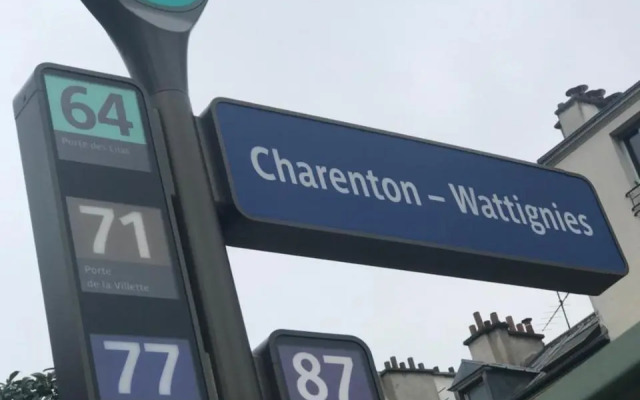 64
Porte des Lilas
71
Porte
de la Villette
77
Charenton – Wattignies
87